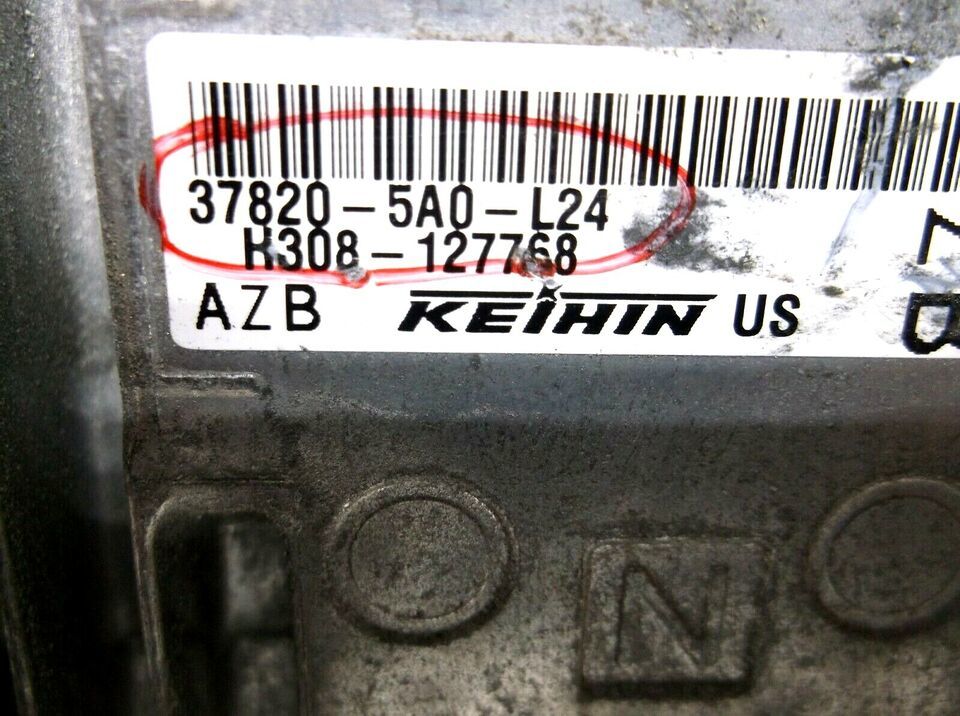 37820-5A0-L24
H308-127768
AZB KEIHIN US
N